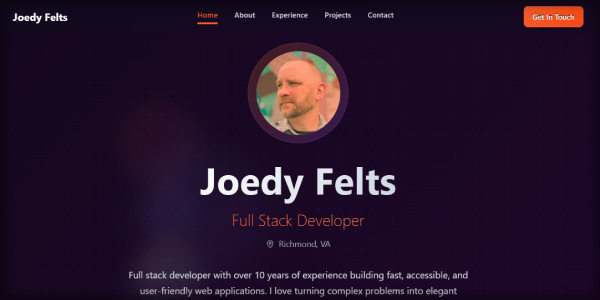 Joedy Felts
Home About Experience Projects Contact
Get In Touch
Joedy Felts
Full Stack Developer
Richmond, VA
Full stack developer with over 10 years of experience building fast, accessible, and
user-friendly web applications. I love turning complex problems into elegant